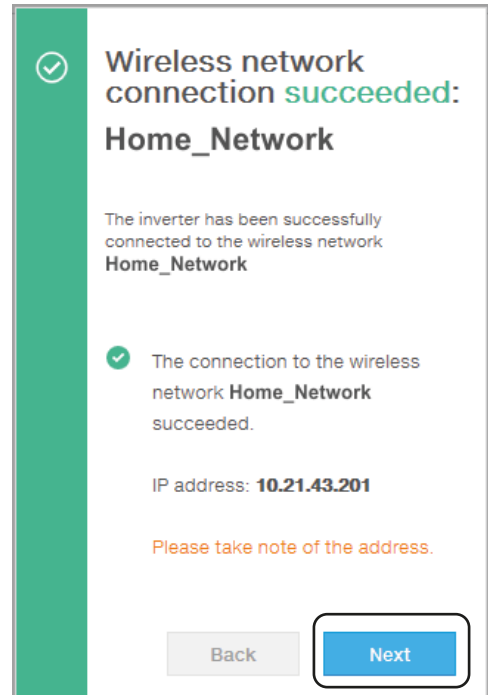 Wireless network
connection succeeded:
Home_Network
The inverter has been successfully
connected to the wireless network
Home_Network
The connection to the wireless
network Home_Network
succeeded.
IP address: 10.21.43.201
Please take note of the address.
Back
Next